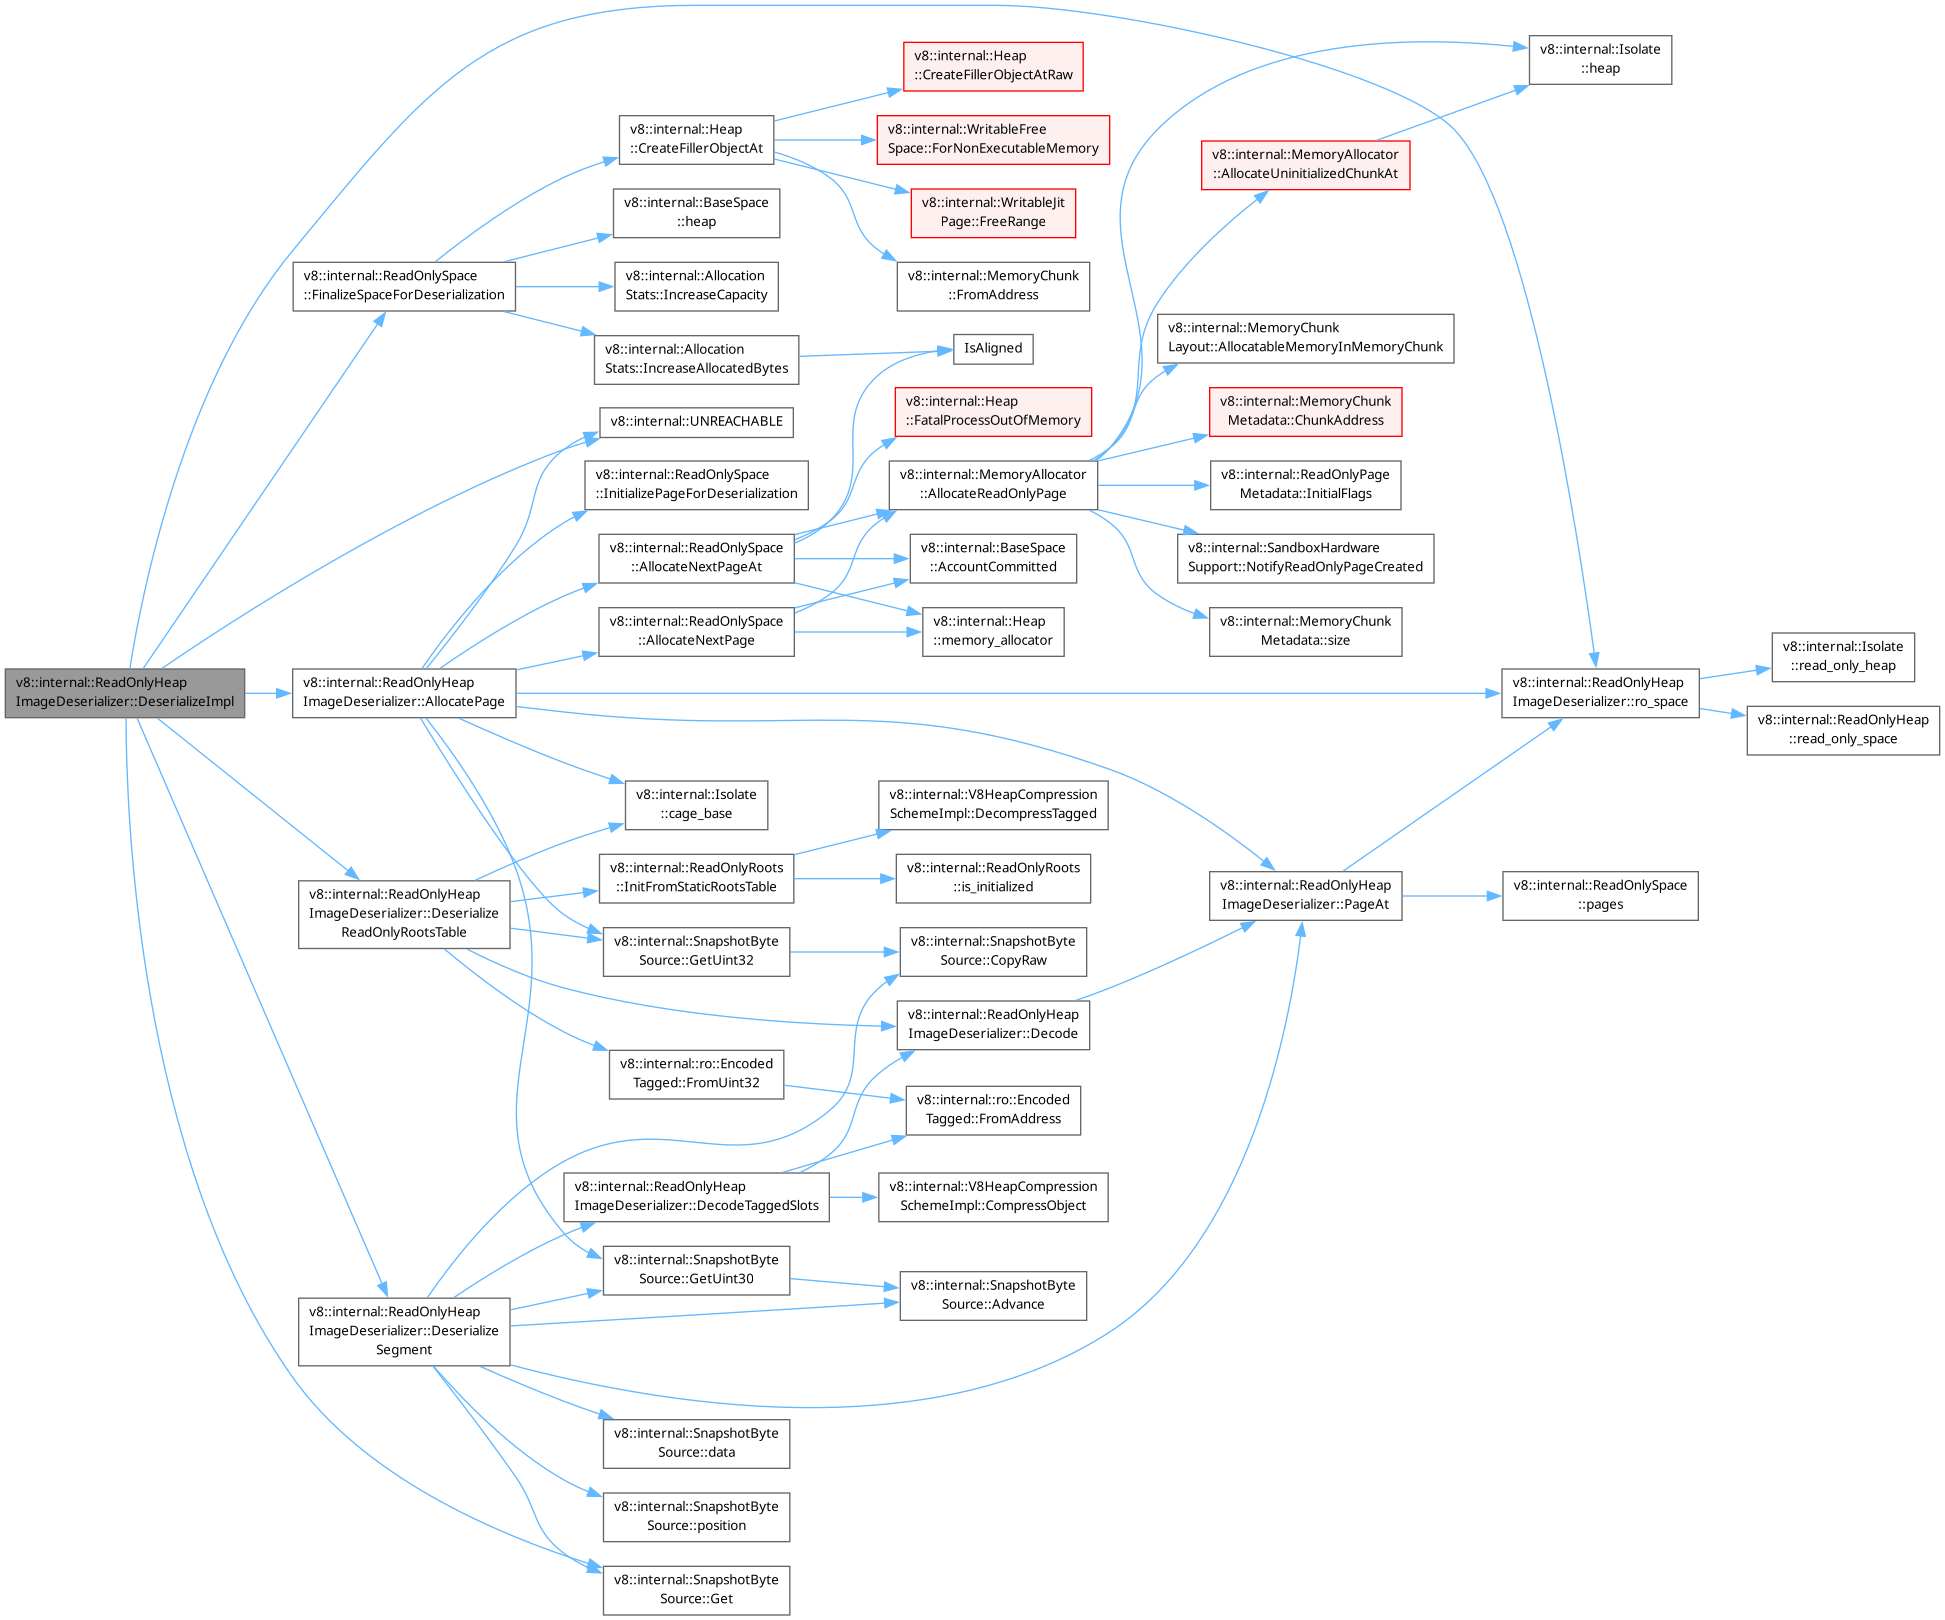 v8::internal::ReadOnlyHeap
ImageDeserializer::DeserializeImpl
v8::internal::ReadOnlySpace
::FinalizeSpaceForDeserialization
v8::internal::Heap
::CreateFillerObjectAt
v8::internal::Heap
::CreateFillerObjectAtRaw
v8::internal::WritableFree
Space::ForNonExecutableMemory
v8::internal::WritableJit
Page::FreeRange
v8::internal::MemoryChunk
::FromAddress
v8::internal::BaseSpace
::heap
v8::internal::Allocation
Stats::IncreaseCapacity
v8::internal::Allocation
Stats::IncreaseAllocatedBytes
IsAligned
v8::internal::UNREACHABLE
v8::internal::ReadOnlyHeap
ImageDeserializer::AllocatePage
v8::internal::ReadOnlySpace
::InitializePageForDeserialization
v8::internal::ReadOnlySpace
::AllocateNextPageAt
v8::internal::ReadOnlySpace
::AllocateNextPage
v8::internal::Heap
::FatalProcessOutOfMemory
v8::internal::MemoryAllocator
::AllocateReadOnlyPage
v8::internal::BaseSpace
::AccountCommitted
v8::internal::Heap
::memory_allocator
v8::internal::Isolate
::heap
v8::internal::MemoryAllocator
::AllocateUninitializedChunkAt
v8::internal::MemoryChunk
Layout::AllocatableMemoryInMemoryChunk
v8::internal::MemoryChunk
Metadata::ChunkAddress
v8::internal::ReadOnlyPage
Metadata::InitialFlags
v8::internal::SandboxHardware
Support::NotifyReadOnlyPageCreated
v8::internal::MemoryChunk
Metadata::size
v8::internal::ReadOnlyHeap
ImageDeserializer::ro_space
v8::internal::Isolate
::read_only_heap
v8::internal::ReadOnlyHeap
::read_only_space
v8::internal::Isolate
::cage_base
v8::internal::ReadOnlyHeap
ImageDeserializer::Deserialize
ReadOnlyRootsTable
v8::internal::ReadOnlyRoots
::InitFromStaticRootsTable
v8::internal::V8HeapCompression
SchemeImpl::DecompressTagged
v8::internal::ReadOnlyRoots
::is_initialized
v8::internal::ReadOnlyHeap
ImageDeserializer::PageAt
v8::internal::ReadOnlySpace
::pages
v8::internal::SnapshotByte
Source::GetUint32
v8::internal::SnapshotByte
Source::CopyRaw
v8::internal::ReadOnlyHeap
ImageDeserializer::Decode
v8::internal::ro::Encoded
Tagged::FromUint32
v8::internal::ro::Encoded
Tagged::FromAddress
v8::internal::ReadOnlyHeap
ImageDeserializer::DecodeTaggedSlots
v8::internal::V8HeapCompression
SchemeImpl::CompressObject
v8::internal::SnapshotByte
Source::GetUint30
v8::internal::SnapshotByte
Source::Advance
v8::internal::ReadOnlyHeap
ImageDeserializer::Deserialize
Segment
v8::internal::SnapshotByte
Source::data
v8::internal::SnapshotByte
Source::position
v8::internal::SnapshotByte
Source::Get